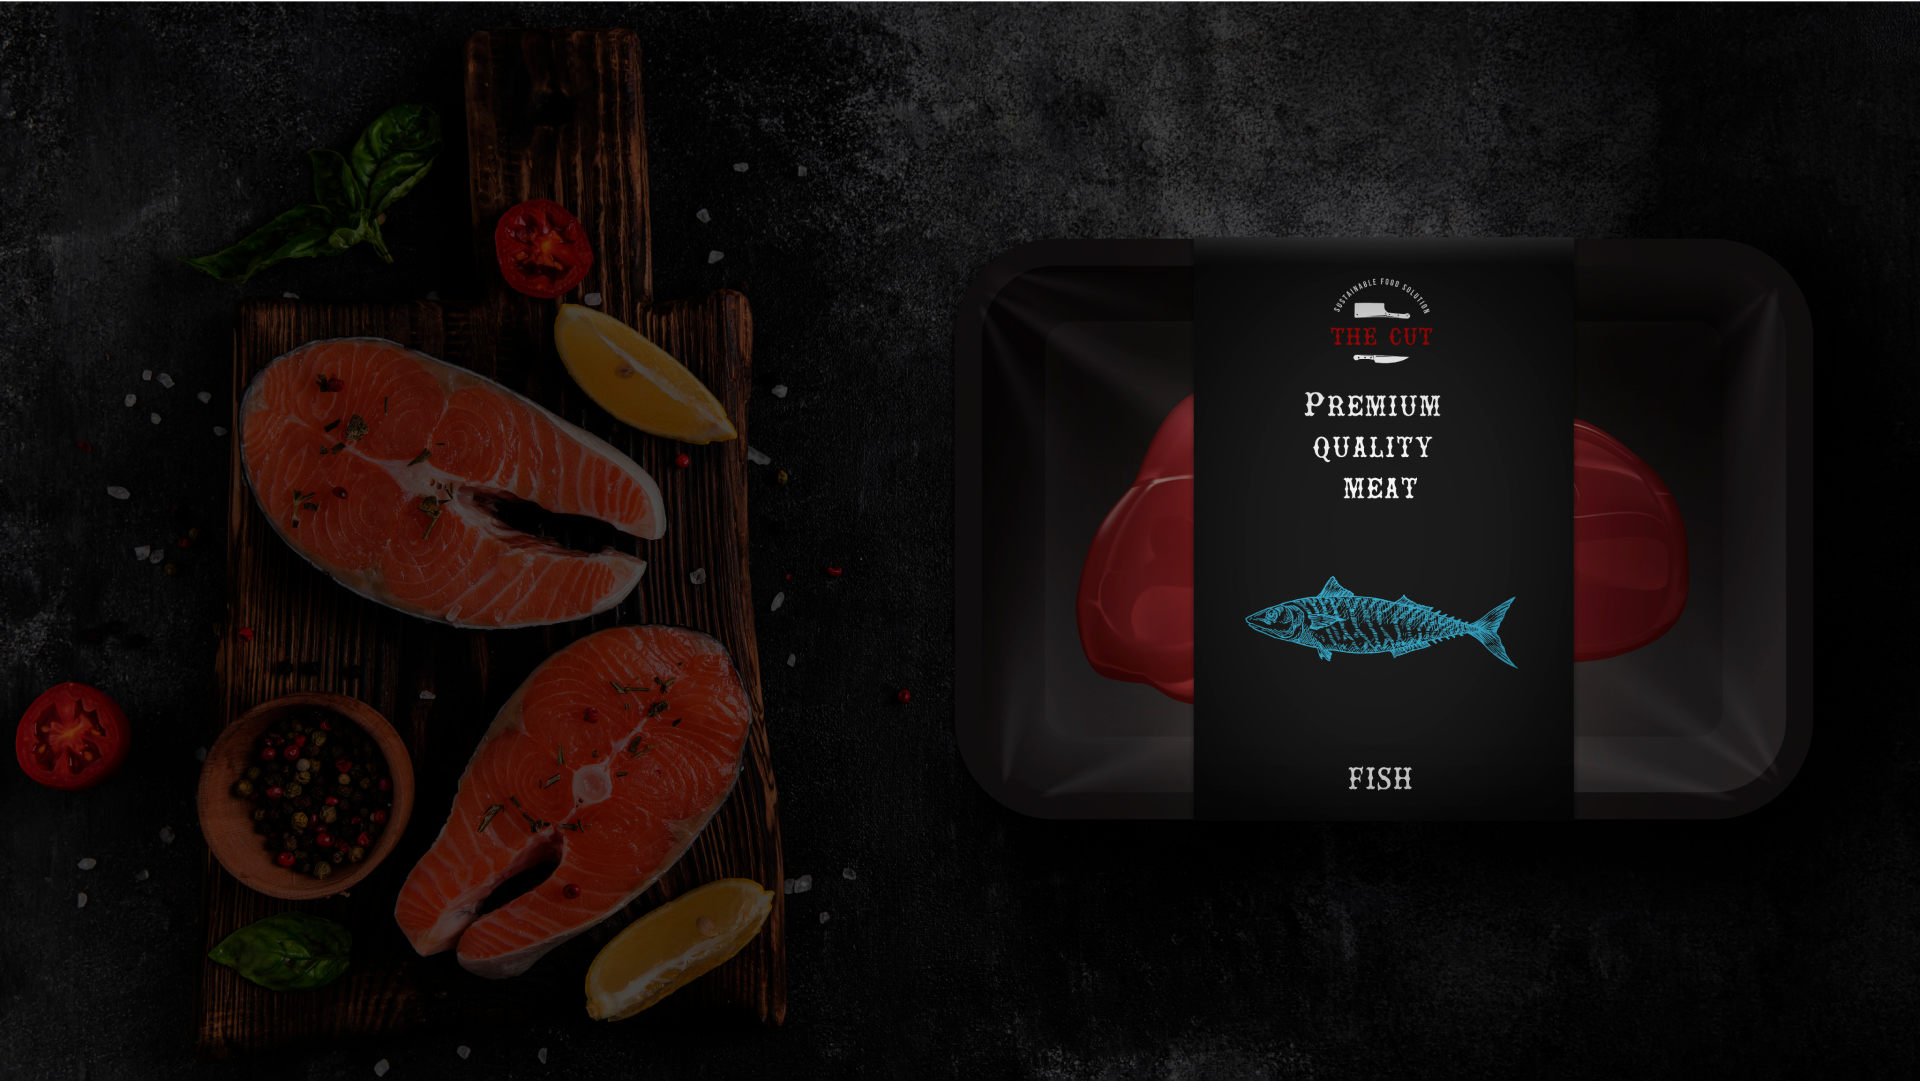 SUSTAINABLE FOOD SOLUTION
THE CUT
PREMIUM
QUALITY
MEAT
FISH